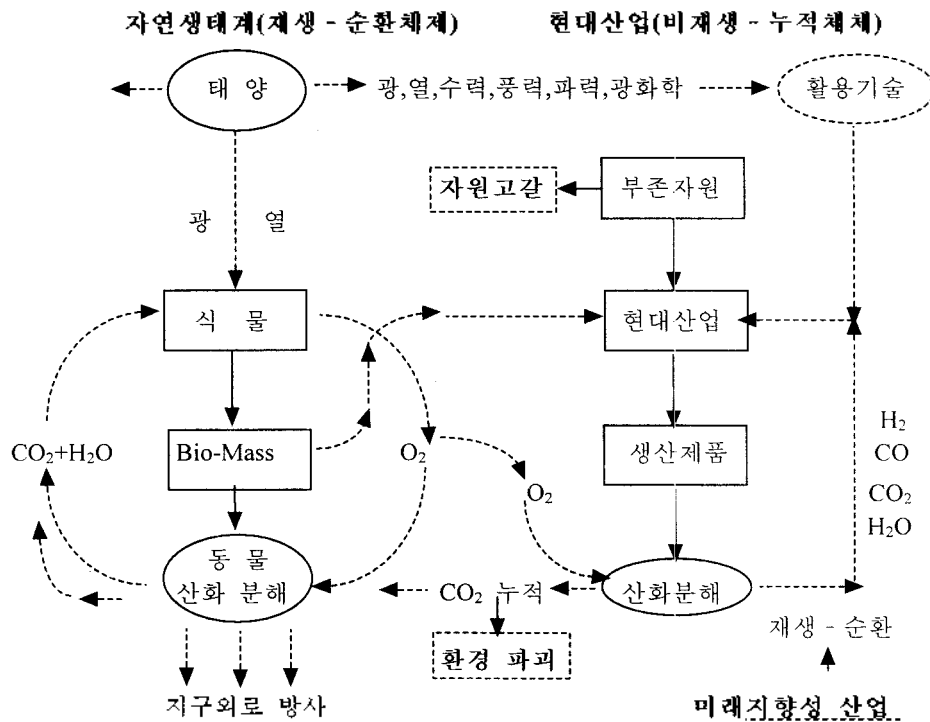 자연생태계(재생 - 순환체제)
현대산업(비재생 - 누적체체)
태 양
광,열,수력,풍력,파력,광화학
활용기술
자원고갈
부존자원
광 열
식 물
현대산업
CO₂+H₂O
Bio-Mass
O₂
생산제품
H₂
CO
CO₂
H₂O
O₂
동 물
산화 분해
CO₂ 누적
산화분해
환경 파괴
재생 - 순환
지구외로 방사
미래지향성 산업